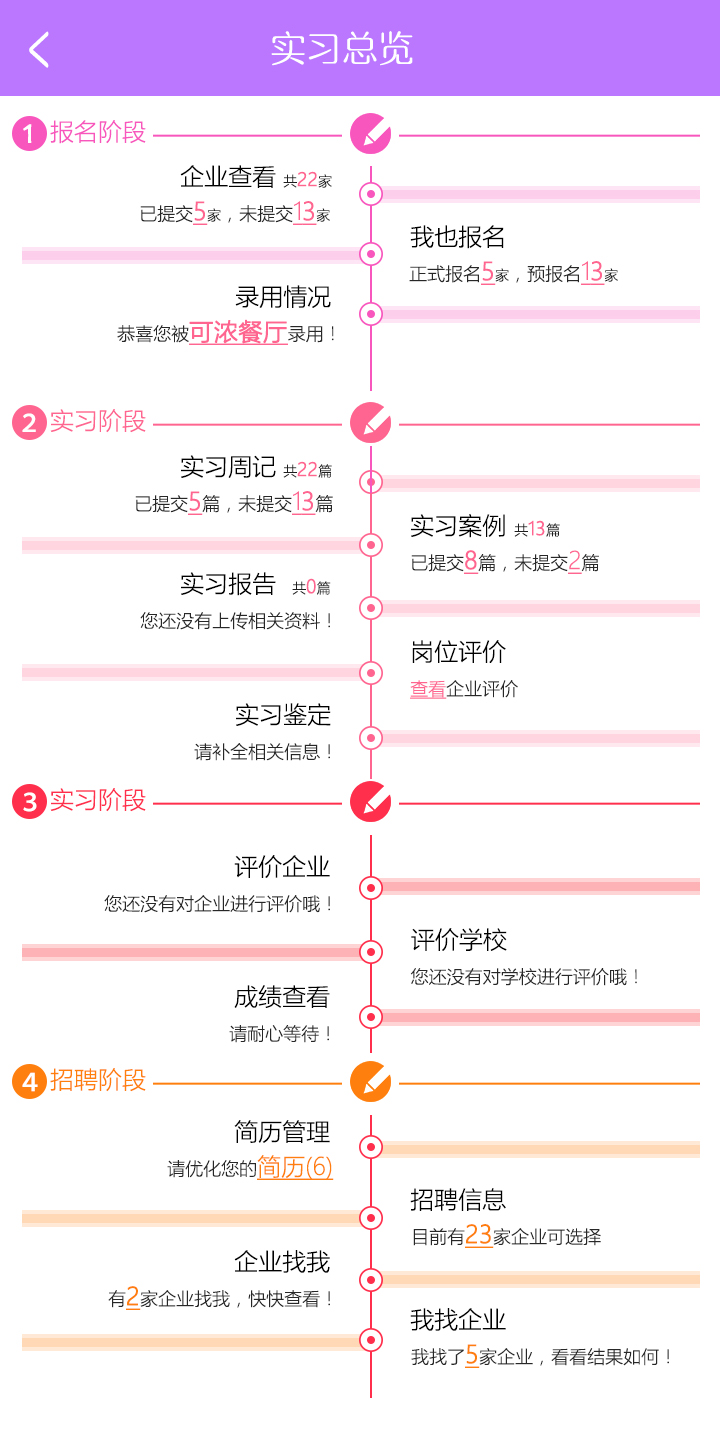 实习总览
1 报名阶段
企业查看 共22家
已提交5家，未提交13家
我也报名
正式报名5家，预报名13家
录用情况
恭喜您被可浓餐厅录用！
2 实习阶段
实习周记 共22篇
已提交5篇，未提交13篇
实习案例 共13篇
已提交8篇，未提交2篇
实习报告 共0篇
您还没有上传相关资料！
岗位评价
查看企业评价
实习鉴定
请补全相关信息！
3 实习阶段
评价企业
您还没有对企业进行评价哦！
评价学校
您还没有对学校进行评价哦！
成绩查看
请耐心等待！
4 招聘阶段
简历管理
请优化您的简历(6)
招聘信息
目前有23家企业可选择
企业找我
有2家企业找我，快快查看！
我找企业
我找了5家企业，看看结果如何！